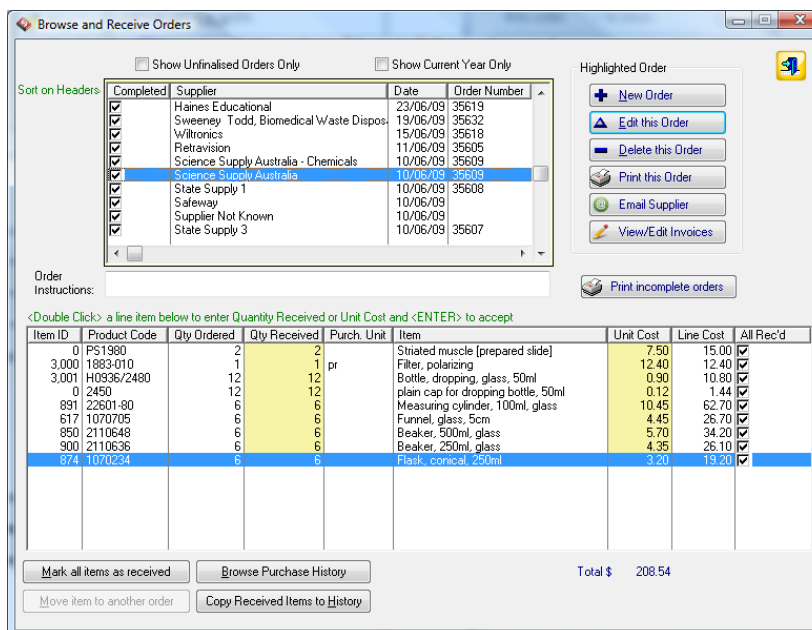 Browse and Receive Orders
Show Unfinalised Orders Only Show Current Year Only
Sort on Headers
Completed Supplier Date Order Number
Haines Educational 23/06/09 35619
Sweeney Todd, Biomedical Waste Dispos 19/06/09 35632
Wiltronics 15/06/09 35618
Retravision 11/06/09 35605
Science Supply Australia - Chemicals 10/06/09 35609
Science Supply Australia 10/06/09 35609
State Supply 1 10/06/09 35608
Safeway 10/06/09
Supplier Not Known 10/06/09
State Supply 3 10/06/09 35607
Highlighted Order
New Order
Edit this Order
Delete this Order
Print this Order
Email Supplier
View/Edit Invoices
Order
Instructions:
Print incomplete orders
<Double Click> a line item below to enter Quantity Received or Unit Cost and <ENTER> to accept
Item ID Product Code Qty Ordered Qty Received Purch. Unit Item Unit Cost Line Cost All Rec'd
0 PS1980 2 2 Striated muscle [prepared slide] 7.50 15.00
3,000 1883-010 1 1 pr Filter, polarizing 12.40 12.40
3,001 H0936/2480 12 12 Bottle, dropping, glass, 50ml 0.90 10.80
0 2450 12 12 plain cap for dropping bottle, 50ml 0.12 1.44
891 22601-80 6 6 Measuring cylinder, 100ml, glass 10.45 62.70
617 1070705 6 6 Funnel, glass, 5cm 4.45 26.70
850 2110648 6 6 Beaker, 500ml, glass 5.70 34.20
900 2110636 6 6 Beaker, 250ml, glass 4.35 26.10
874 1070234 6 6 Flask, conical, 250ml 3.20 19.20
Mark all items as received Browse Purchase History Total $ 208.54
Move item to another order Copy Received Items to History